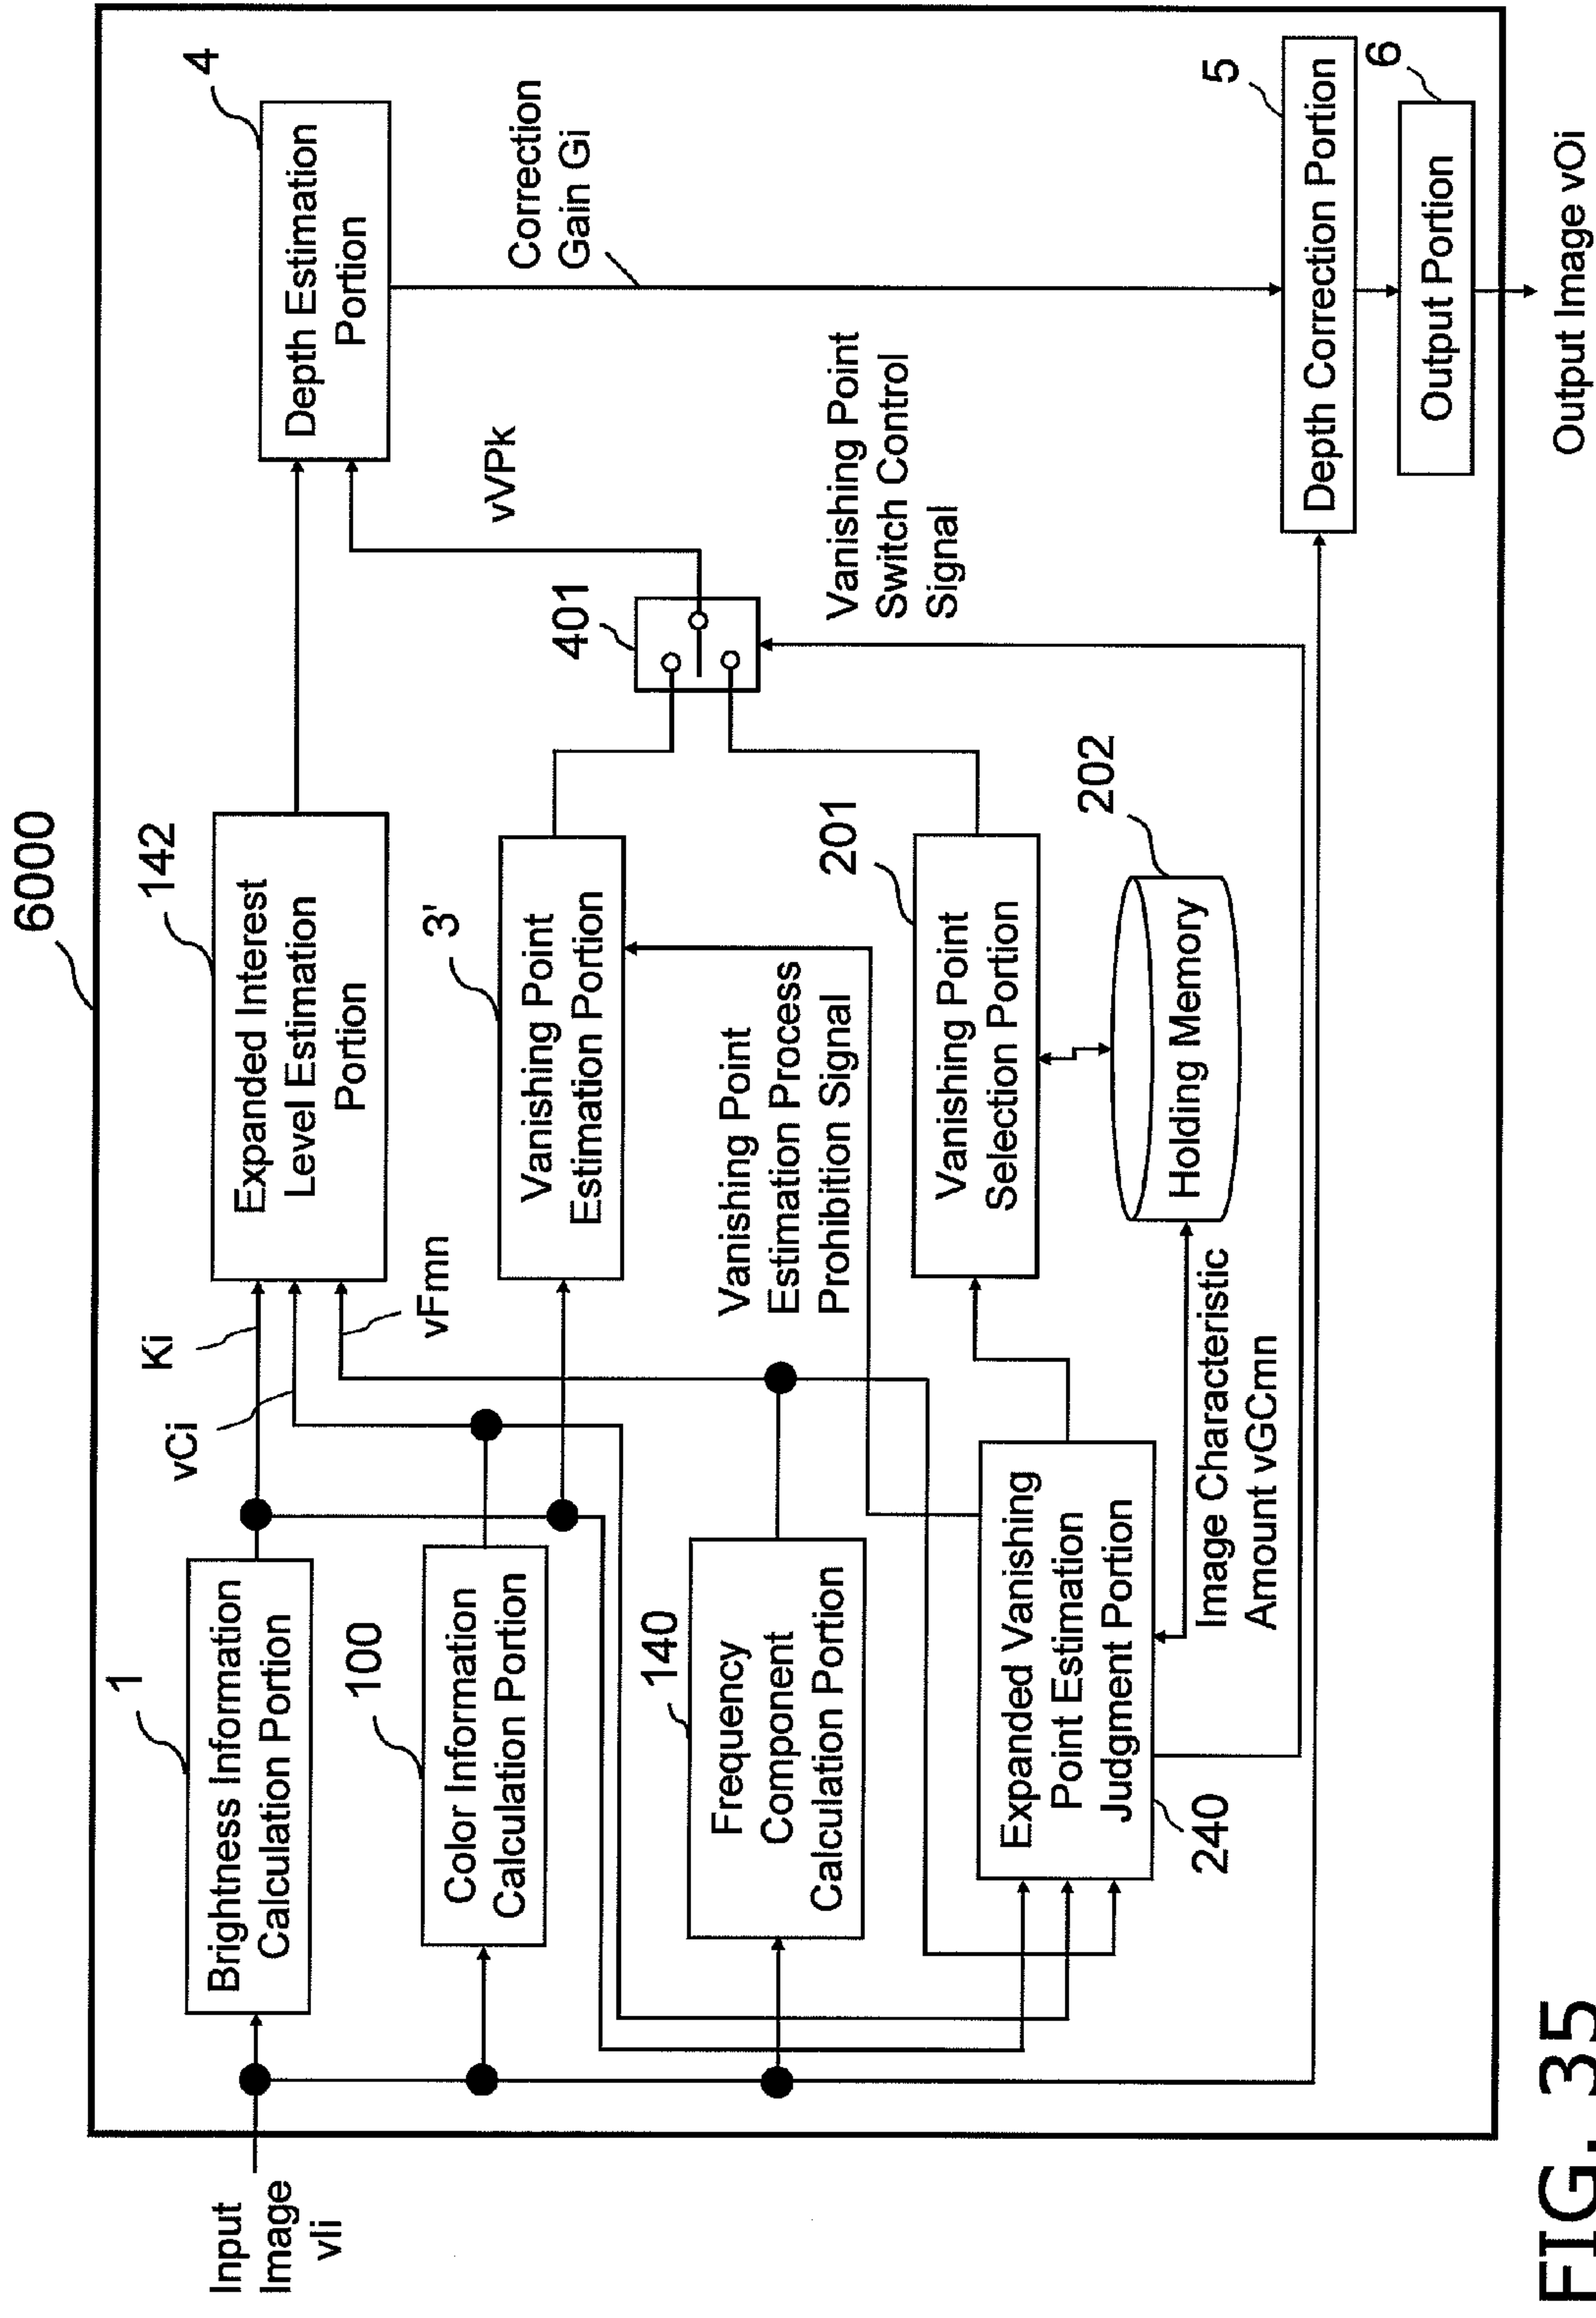 6000
Input
Image
vIi
1
Brightness Information
Calculation Portion
vCi
Ki
142
Expanded Interest
Level Estimation
Portion
4
Depth Estimation
Portion
100
Color Information
Calculation Portion
vFmn
3'
Vanishing Point
Estimation Portion
401
vVPk
Correction
Gain Gi
140
Frequency
Component
Calculation Portion
Vanishing Point
Estimation Process
Prohibition Signal
201
Vanishing Point
Selection Portion
Vanishing Point
Switch Control
Signal
Expanded Vanishing
Point Estimation
Judgment Portion
240
202
Holding Memory
Image Characteristic
Amount vGCmn
5
Depth Correction Portion
6
Output Portion
Output Image vOi
FIG. 35